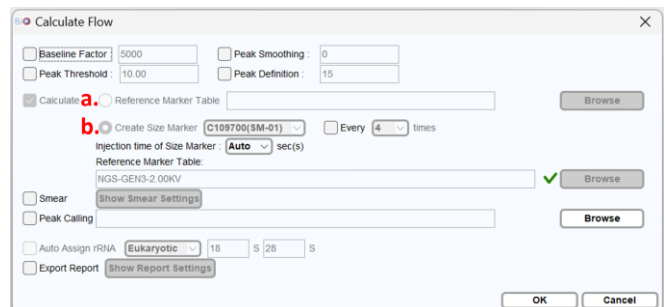 BiO Calculate Flow
Baseline Factor : 5000 Peak Smoothing : 0
Peak Threshold : 10.00 Peak Definition : 15
Calculate a. Reference Marker Table Browse
b. Create Size Marker C109700(SM-01) Every 4 times
Injection time of Size Marker : Auto sec(s)
Reference Marker Table:
NGS-GEN3-2.00KV Browse
Smear Show Smear Settings
Peak Calling Browse
Auto Assign rRNA Eukaryotic 18 S 28 S
Export Report Show Report Settings
OK Cancel